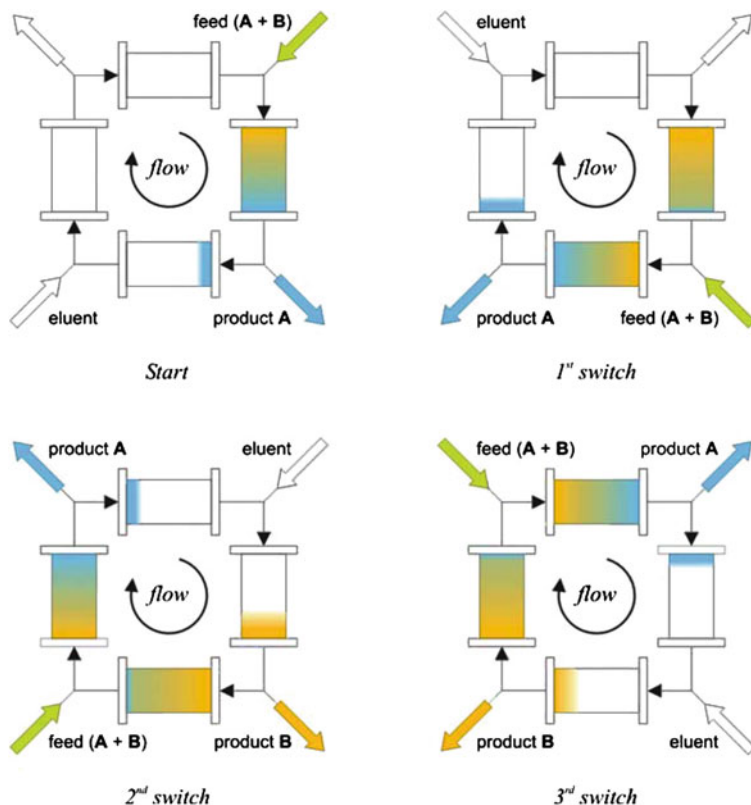 feed (A + B)
flow
eluent
product A
Start
eluent
flow
product A
feed (A + B)
1st switch
product A
eluent
flow
feed (A + B)
product B
2nd switch
feed (A + B)
product A
flow
product B
eluent
3rd switch